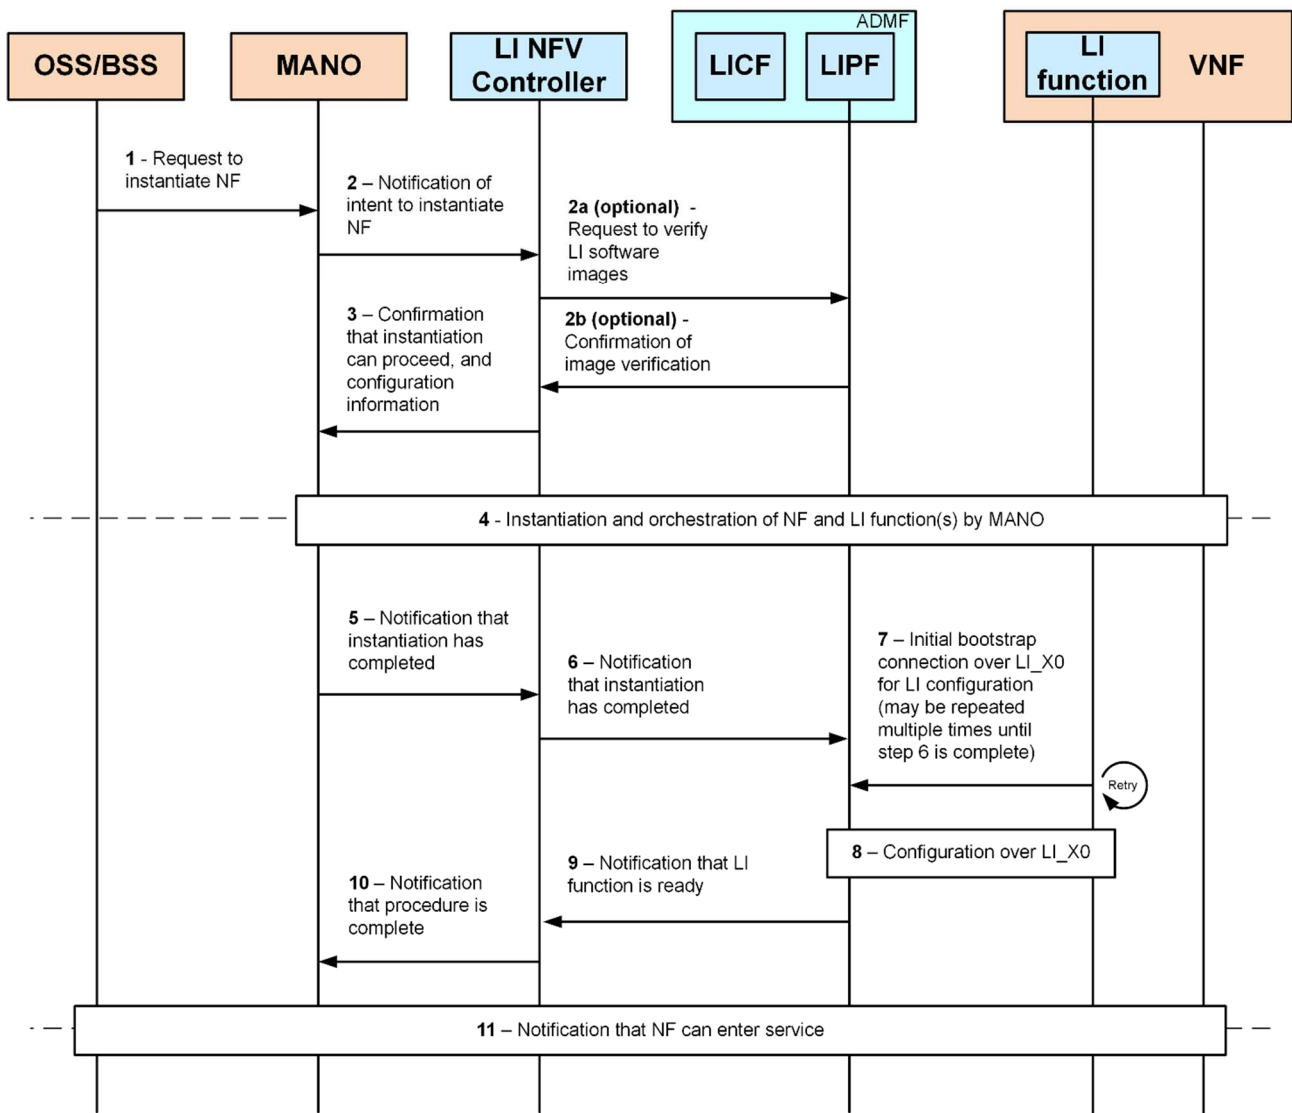 ADMF
OSS/BSS
MANO
LI NFV
Controller
LICF
LIPF
LI
function
VNF
1 - Request to
instantiate NF
2 – Notification of
intent to instantiate
NF
2a (optional) -
Request to verify
LI software
images
3 – Confirmation
that instantiation
can proceed, and
configuration
information
2b (optional) -
Confirmation of
image verification
4 - Instantiation and orchestration of NF and LI function(s) by MANO
5 – Notification that
instantiation has
completed
6 – Notification
that instantiation
has completed
7 – Initial bootstrap
connection over LI_X0
for LI configuration
(may be repeated
multiple times until
step 6 is complete)
Retry
8 – Configuration over LI_X0
9 – Notification that LI
function is ready
10 – Notification
that procedure is
complete
11 – Notification that NF can enter service